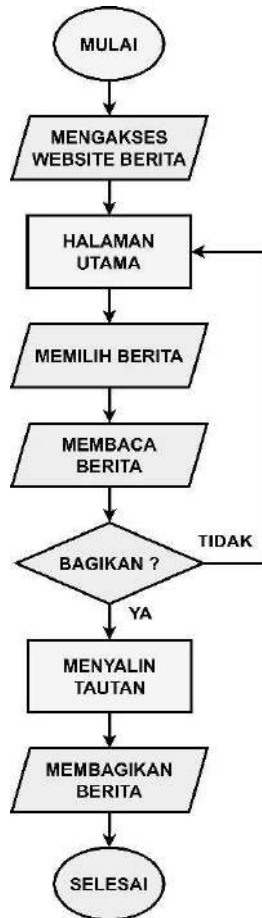 MULAI
MENGAKSES
WEBSITE BERITA
HALAMAN
UTAMA
MEMILIH BERITA
MEMBACA
BERITA
BAGIKAN ?
TIDAK
YA
MENYALIN
TAUTAN
MEMBAGIKAN
BERITA
SELESAI